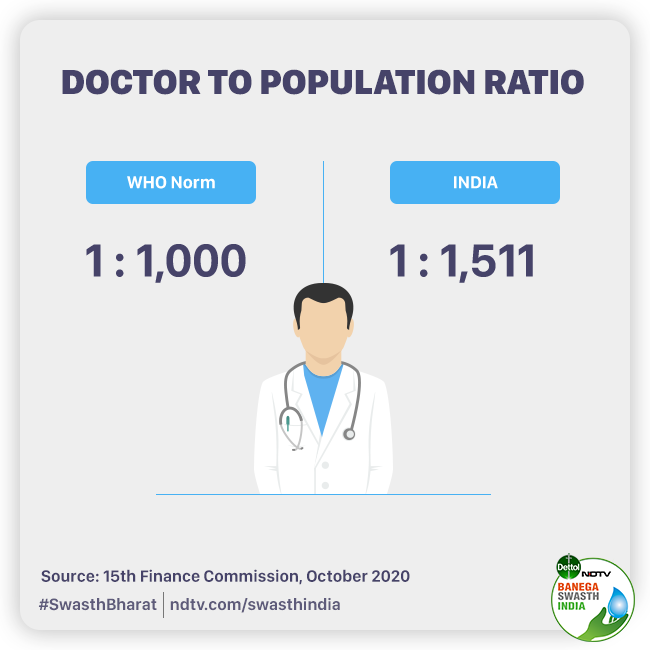 DOCTOR TO POPULATION RATIO
WHO Norm
INDIA
1 : 1,000
1 : 1,511
Source: 15th Finance Commission, October 2020
#SwasthBharat | ndtv.com/swasthindia
Dettol NDTV
BANEGA
SWASTH
INDIA